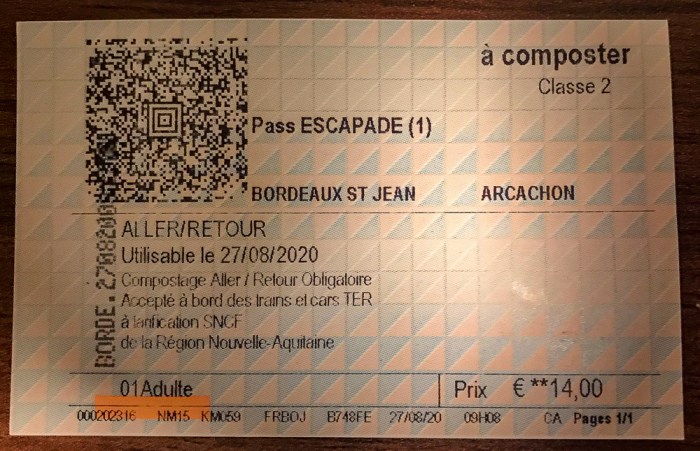 à composter
Classe 2
Pass ESCAPADE (1)
BORDEAUX ST JEAN ARCACHON
ALLER/RETOUR
Utilisable le 27/08/2020
Compostage Aller / Retour Obligatoire
Accepté à bord des trains et cars TER
à tarification SNCF
de la Région Nouvelle-Aquitaine
BORDE.270820
01Adulte Prix €**14,00
000202316 NM15 KM059 FRBOJ B748FE 27/08/20 09H08 CA Pages 1/1